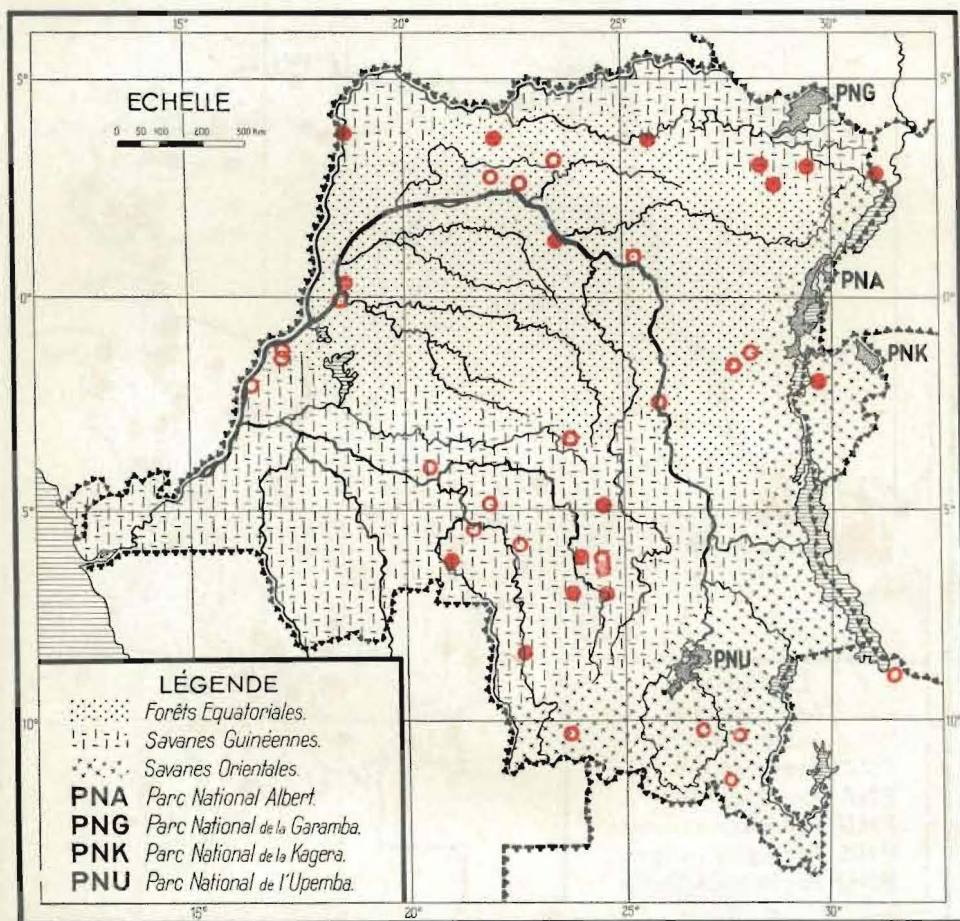 15° 20° 25° 30°
5° 5°
ECHELLE
0 50 100 200 300 Km
PNG
0° 0°
PNA
PNK
5° 5°
PNU
10° 10°
LÉGENDE
Forêts Equatoriales.
Savanes Guinéennes.
Savanes Orientales.
PNA Parc National Albert.
PNG Parc National de la Garamba.
PNK Parc National de la Kagera.
PNU Parc National de l'Upemba.
15° 20° 25° 30°